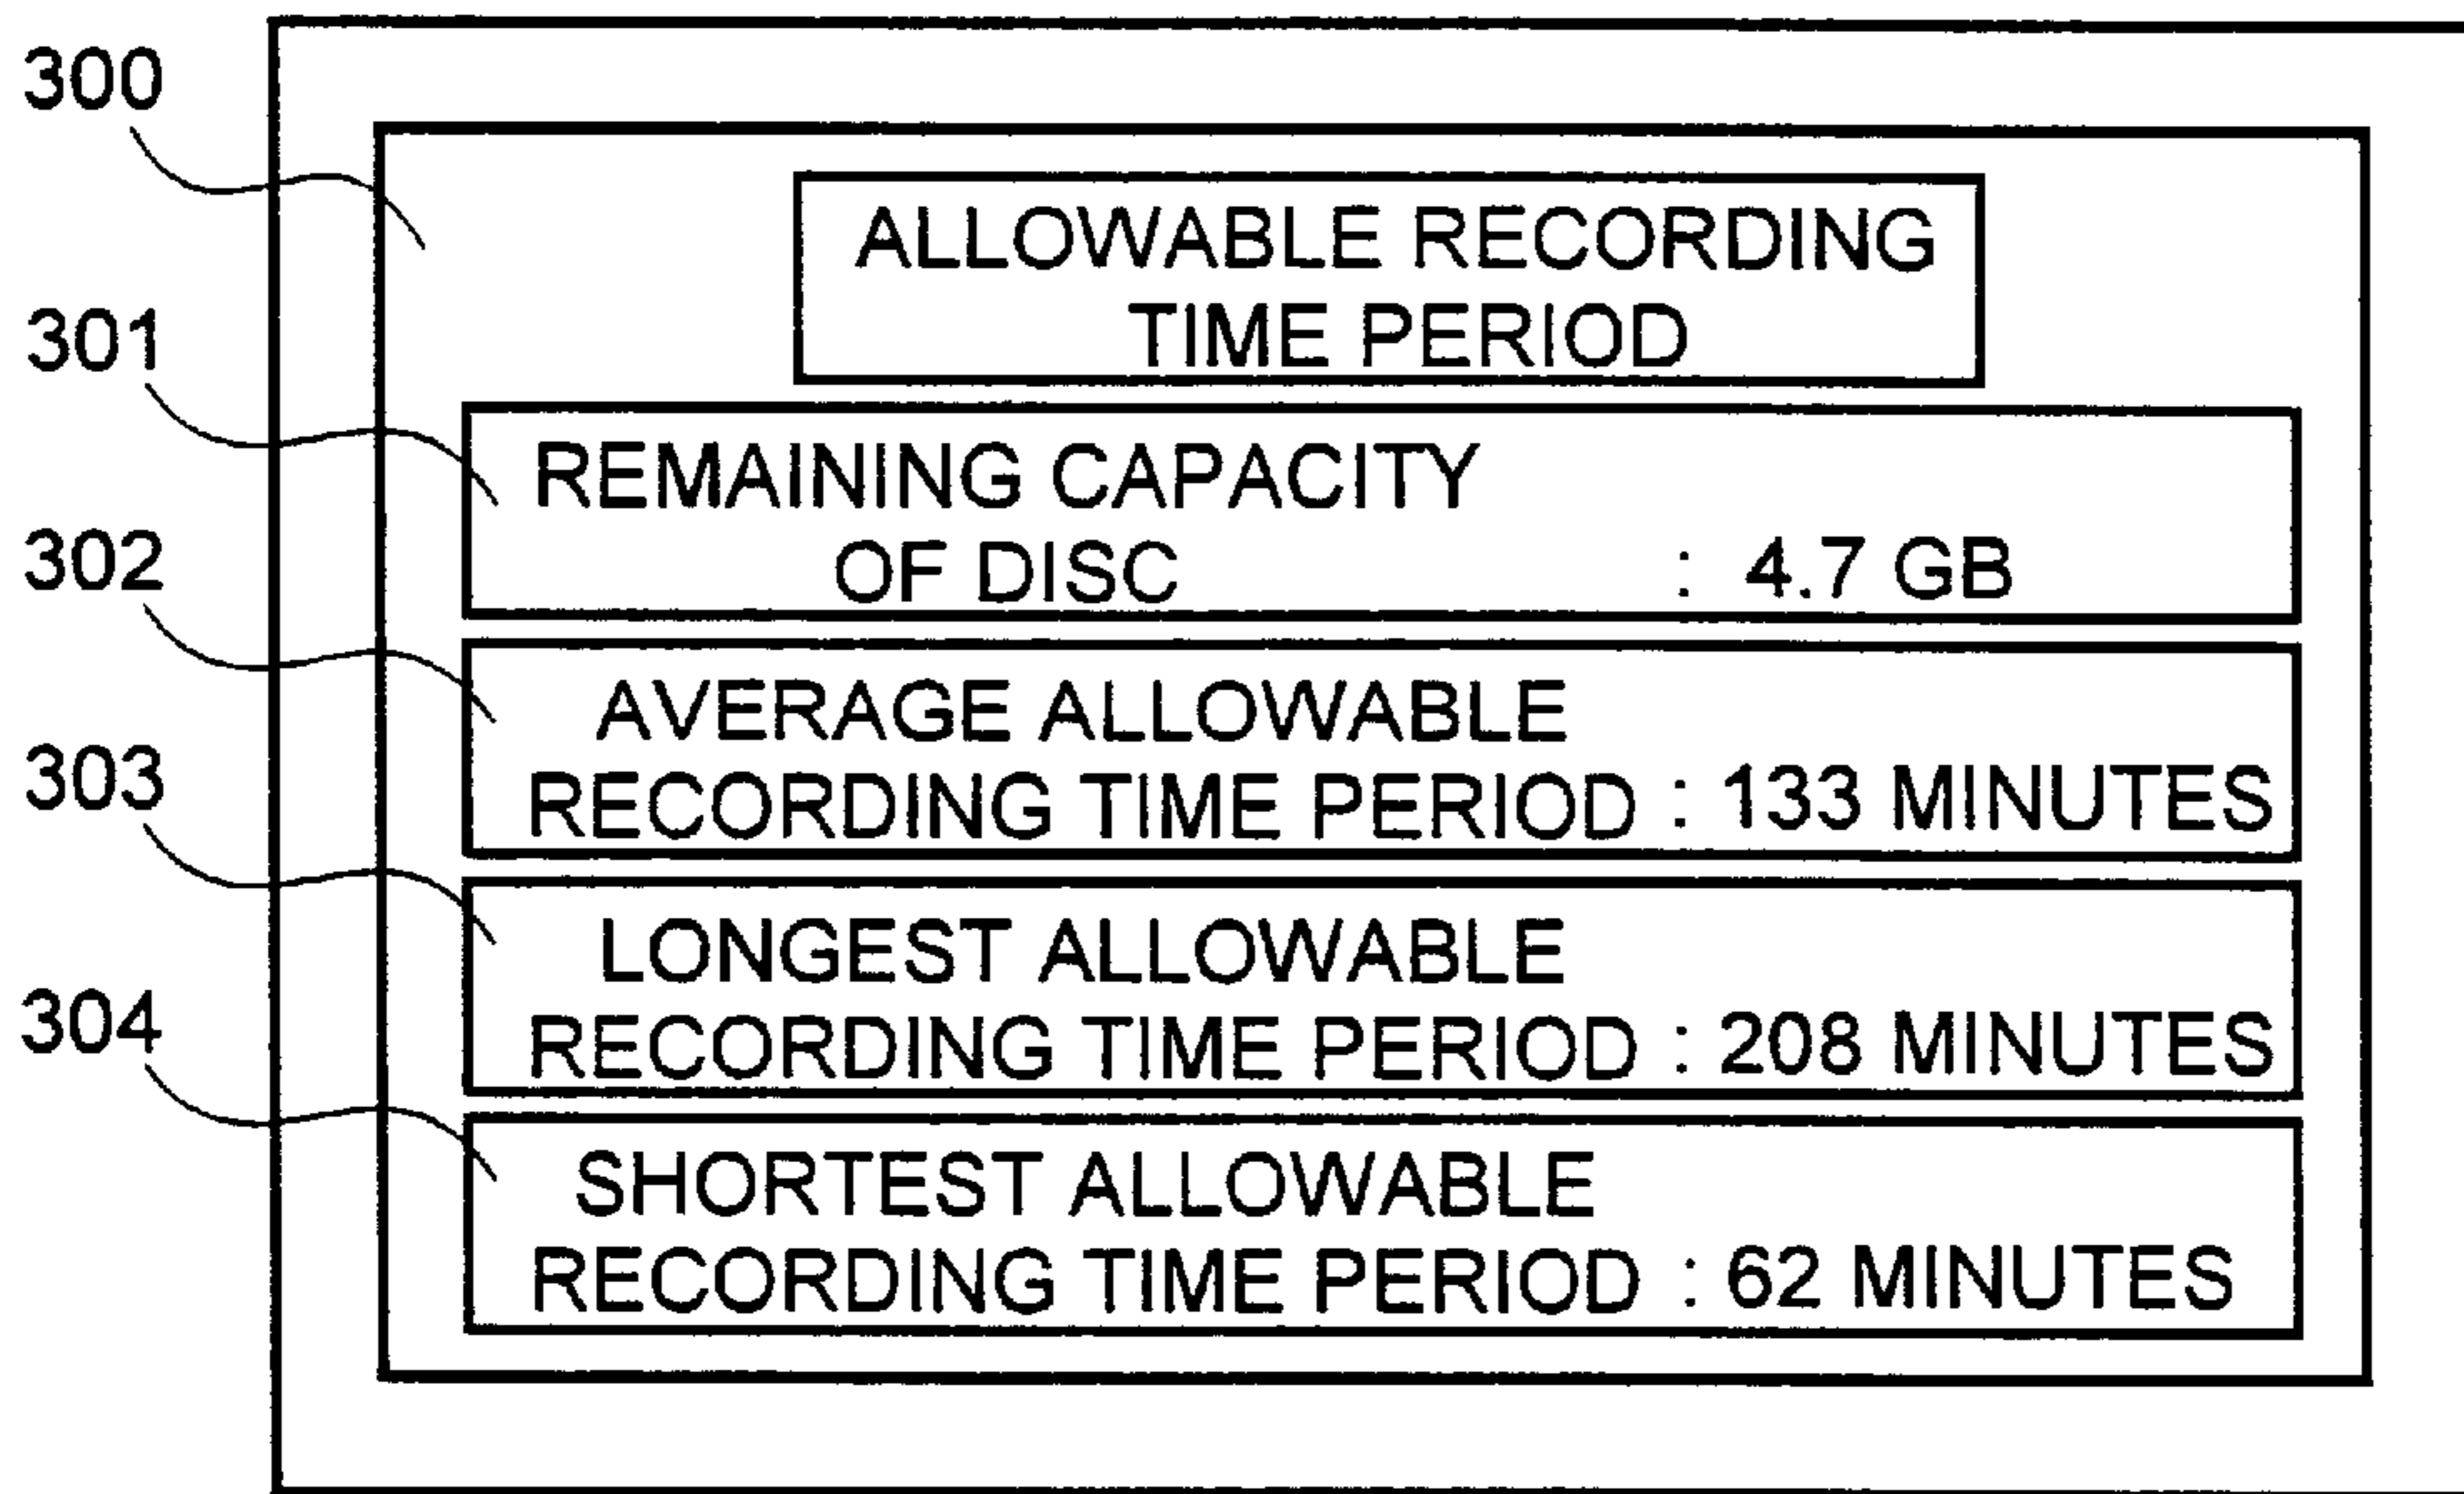 300
ALLOWABLE RECORDING
TIME PERIOD
301
REMAINING CAPACITY
OF DISC : 4.7 GB
302
AVERAGE ALLOWABLE
RECORDING TIME PERIOD : 133 MINUTES
303
LONGEST ALLOWABLE
RECORDING TIME PERIOD : 208 MINUTES
304
SHORTEST ALLOWABLE
RECORDING TIME PERIOD : 62 MINUTES